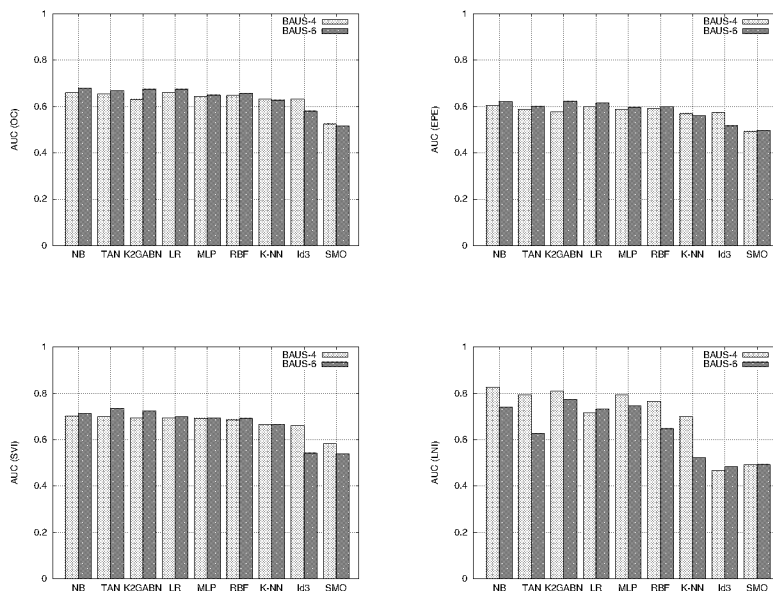 1
BAUS-4
BAUS-6
0.8
0.6
AUC (OC)
0.4
0.2
0
NB TAN K2GABN LR MLP RBF K-NN Id3 SMO
1
BAUS-4
BAUS-6
0.8
0.6
AUC (EPE)
0.4
0.2
0
NB TAN K2GABN LR MLP RBF K-NN Id3 SMO
1
BAUS-4
BAUS-6
0.8
0.6
AUC (SVI)
0.4
0.2
0
NB TAN K2GABN LR MLP RBF K-NN Id3 SMO
1
BAUS-4
BAUS-6
0.8
0.6
AUC (LNI)
0.4
0.2
0
NB TAN K2GABN LR MLP RBF K-NN Id3 SMO